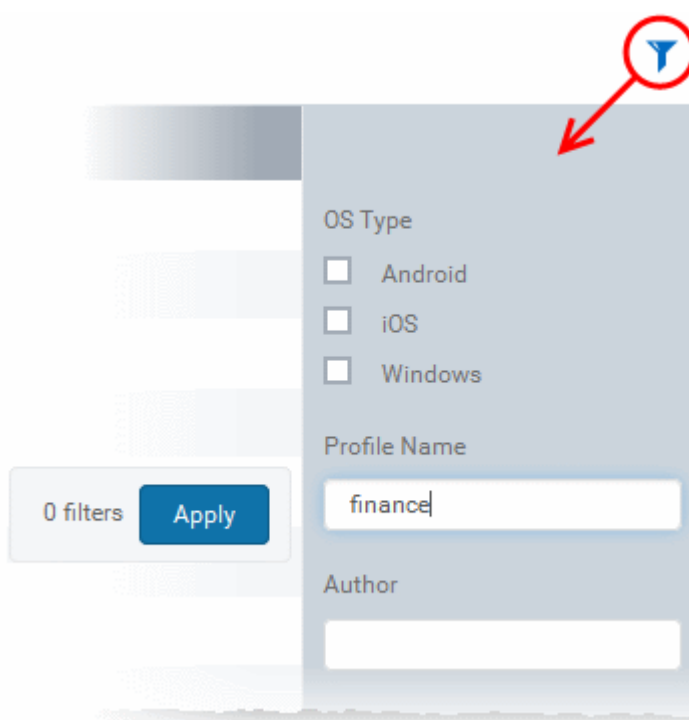 OS Type
Android
iOS
Windows
Profile Name
finance
0 filters Apply
Author